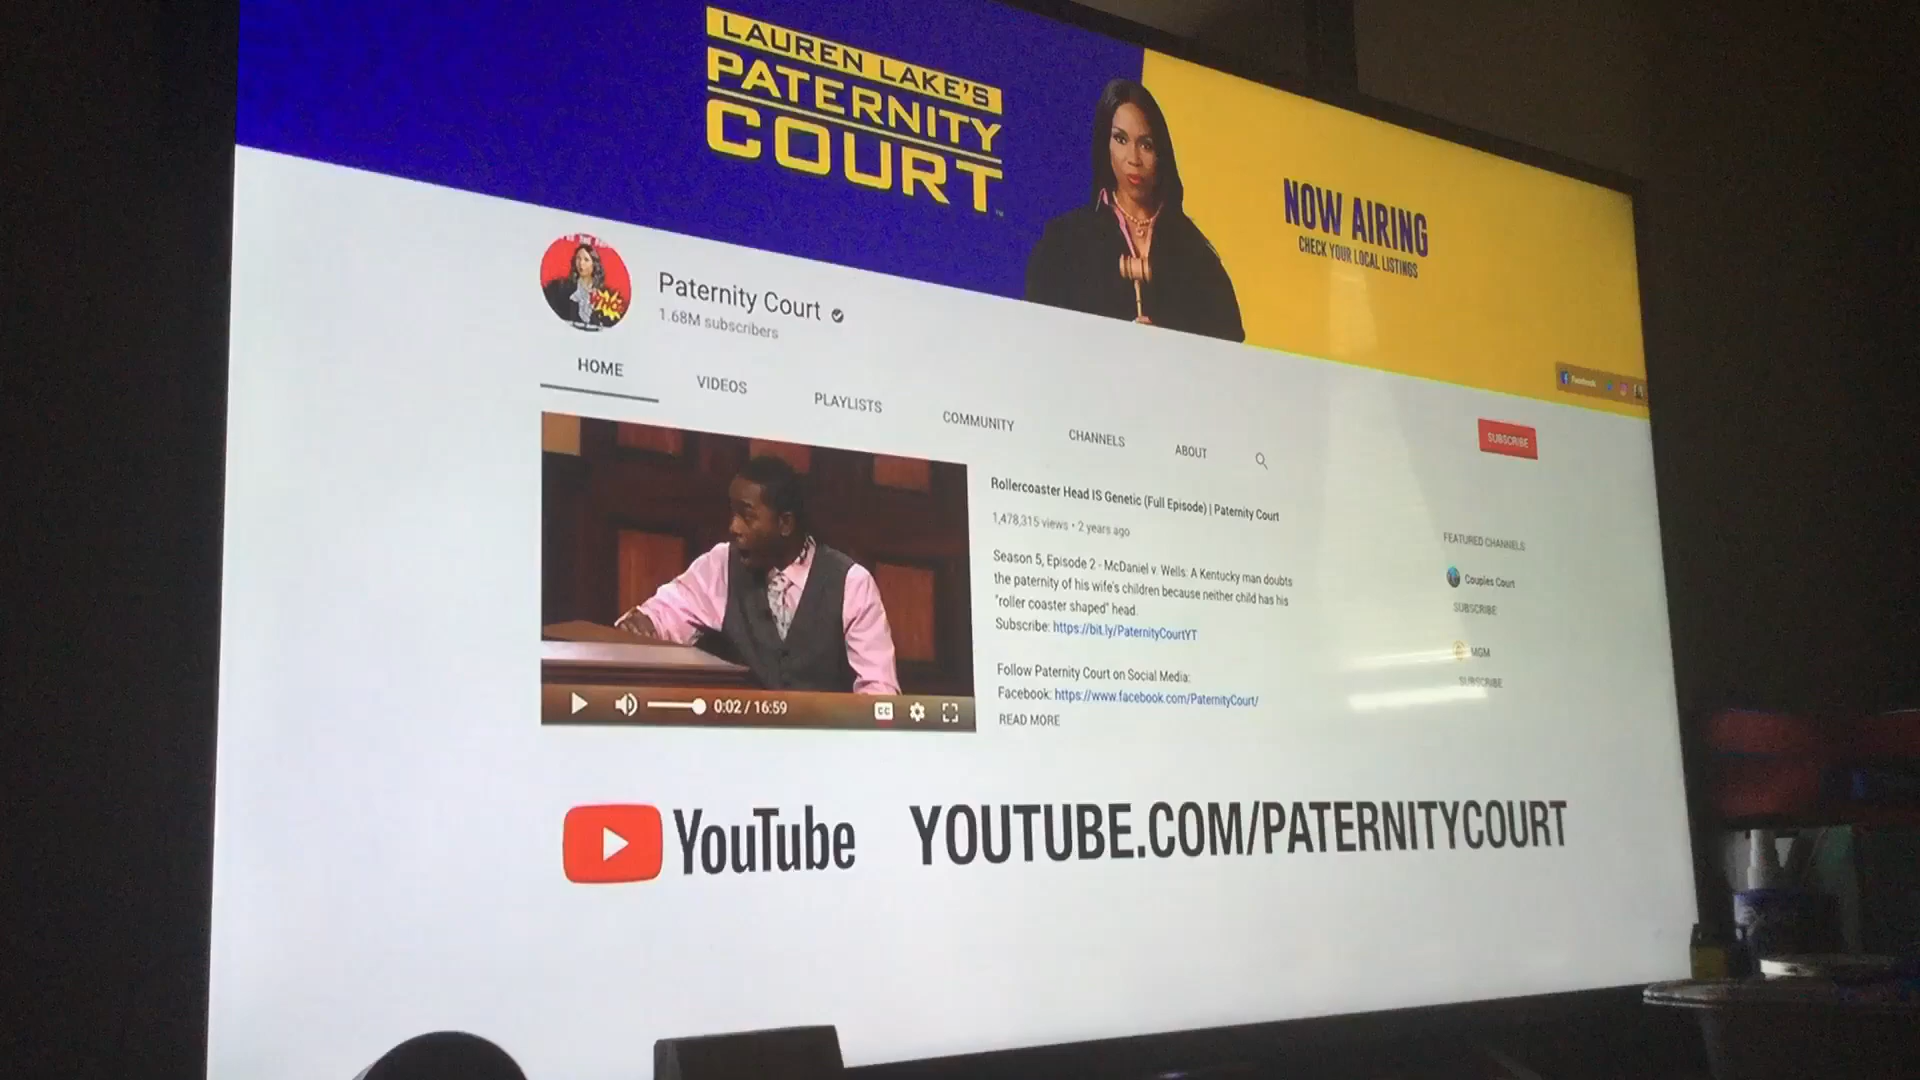 LAUREN LAKE'S
PATERNITY
COURT
NOW AIRING
CHECK YOUR LOCAL LISTINGS
Facebook
Paternity Court
1.68M subscribers
HOME
VIDEOS
PLAYLISTS
COMMUNITY
CHANNELS
ABOUT
SUBSCRIBE
Rollercoaster Head IS Genetic (Full Episode) | Paternity Court
1,478,315 views • 2 years ago
Season 5, Episode 2 - McDaniel v. Wells: A Kentucky man doubts
the paternity of his wife's children because neither child has his
"roller coaster shaped" head.
Subscribe: https://bit.ly/PaternityCourtYT
Follow Paternity Court on Social Media:
Facebook: https://www.facebook.com/PaternityCourt/
READ MORE
0:02 / 16:59
CC
FEATURED CHANNELS
Couples Court
SUBSCRIBE
MGM
SUBSCRIBE
YouTube YOUTUBE.COM/PATERNITYCOURT